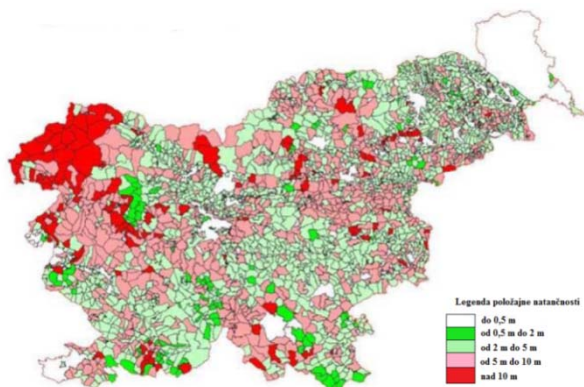 Legenda položajne natančnosti
do 0,5 m
od 0,5 m do 2 m
od 2 m do 5 m
od 5 m do 10 m
nad 10 m